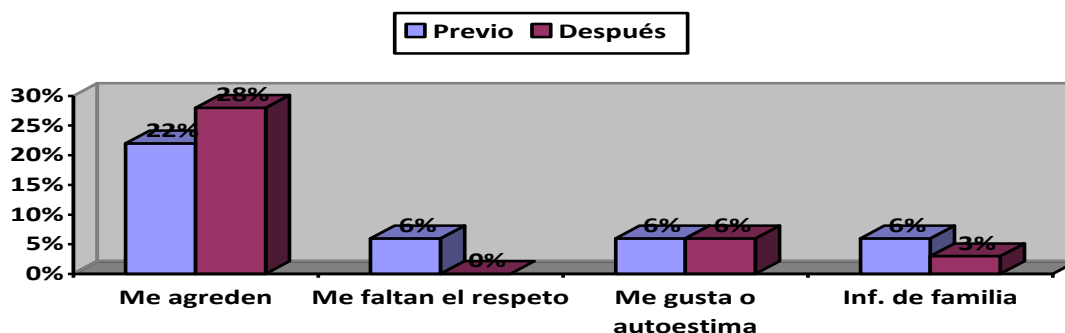 Previo Después
30%
25%
20%
15%
10%
5%
0%
22% 28%
6% 0%
6% 6%
6% 3%
Me agreden
Me faltan el respeto
Me gusta o
autoestima
Inf. de familia